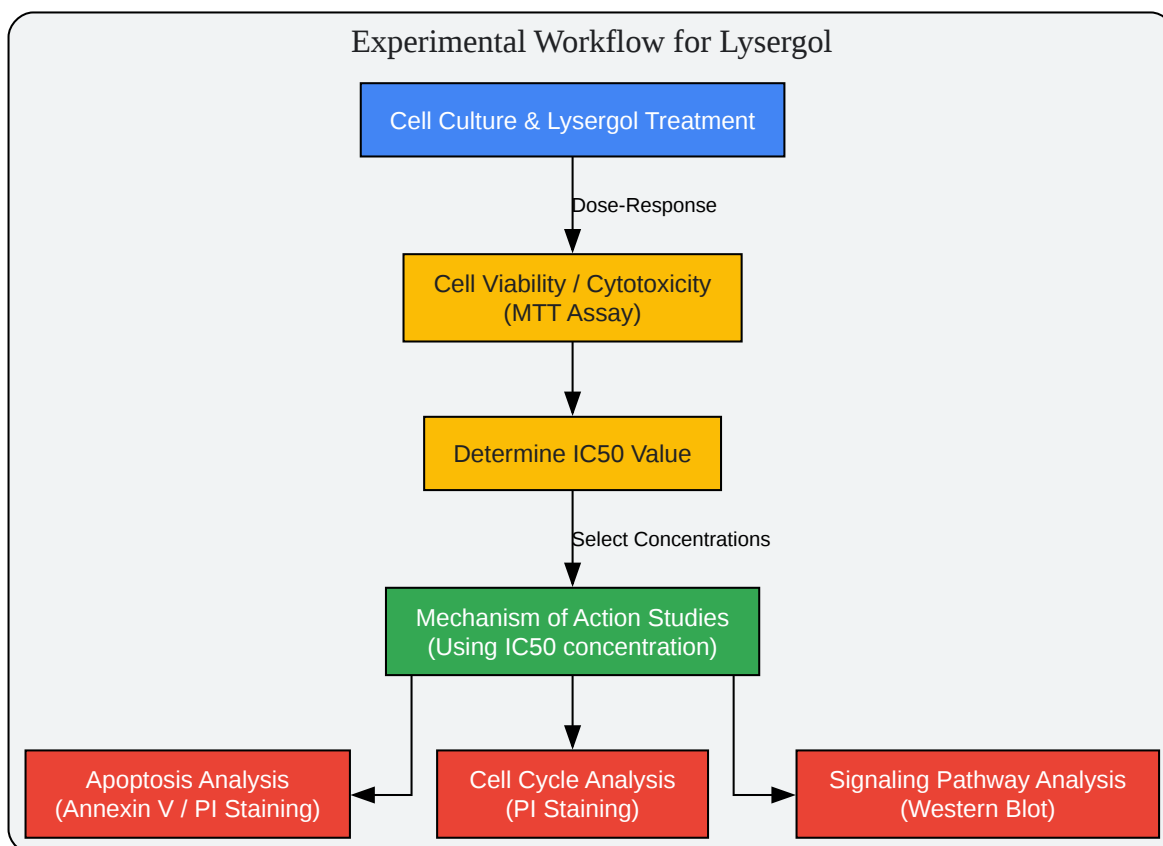 Experimental Workflow for Lysergol
Cell Culture & Lysergol Treatment
Dose-Response
Cell Viability / Cytotoxicity
(MTT Assay)
Determine IC50 Value
Select Concentrations
Mechanism of Action Studies
(Using IC50 concentration)
Apoptosis Analysis
(Annexin V / PI Staining)
Cell Cycle Analysis
(PI Staining)
Signaling Pathway Analysis
(Western Blot)